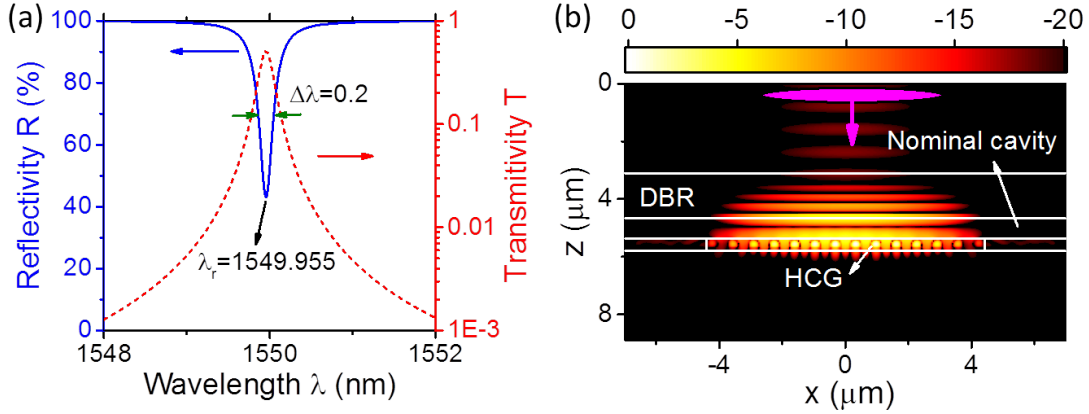 (a)
100
80
60
40
20
0
Reflectivity R (%)
1
0.1
0.01
1E-3
Transmitivity T
Δλ=0.2
λr=1549.955
1548
1550
1552
Wavelength λ (nm)
(b)
0 -5 -10 -15 -20
0
4
8
z (μm)
Nominal cavity
DBR
HCG
-4 0 4
x (μm)